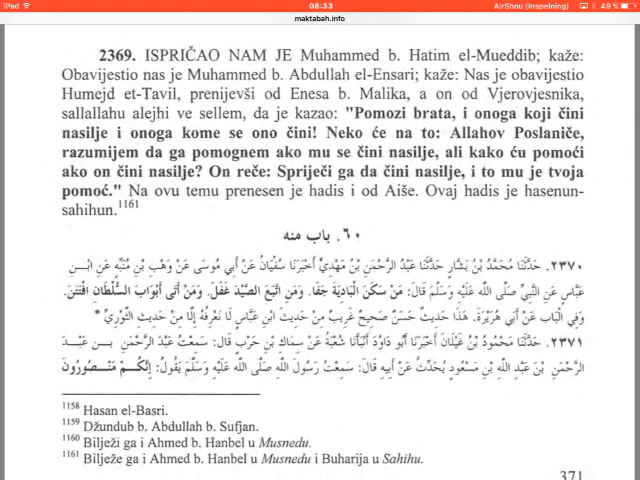 iPad
08:33
AirShou (Inspelning)
49 %
maktabah.info
2369. ISPRIČAO NAM JE Muhammed b. Hatim el-Mueddib; kaže:
Obavijestio nas je Muhammed b. Abdullah el-Ensari; kaže: Nas je obavijestio
Humejd et-Tavil, prenijevši od Enesa b. Malika, a on od Vjerovjesnika,
sallallahu alejhi ve sellem, da je kazao: "Pomozi brata, i onoga koji čini
nasilje i onoga kome se ono čini! Neko će na to: Allahov Poslaniče,
razumijem da ga pomognem ako mu se čini nasilje, ali kako ću pomoći
ako on čini nasilje? On reče: Spriječi ga da čini nasilje, i to mu je tvoja
pomoć." Na ovu temu prenesen je hadis i od Aiše. Ovaj hadis je hasenun-
sahihun.1161
٦٠. باب منه
٢٣٧٠. حَدَّثَنَا مُحَمَّدُ بْنُ بَشَّارٍ حَدَّثَنَا عَبْدُ الرَّحْمَنِ بْنُ مَهْدِيٍّ أَخْبَرَنَا سُفْيَانُ عَنْ أَبِي مُوسَى عَنْ وَهْبِ بْنِ مُنَبِّهٍ عَنِ ابْنِ
عَبَّاسٍ عَنِ النَّبِيِّ صَلَّى اللَّهُ عَلَيْهِ وَسَلَّمَ قَالَ: مَنْ سَكَنَ الْبَادِيَةَ جَفَا. وَمَنِ اتَّبَعَ الصَّيْدَ غَفَلَ. وَمَنْ أَتَى أَبْوَابَ السُّلْطَانِ افْتَتَنَ.
وَفِي الْبَابِ عَنْ أَبِي هُرَيْرَةَ. هَذَا حَدِيثٌ حَسَنٌ صَحِيحٌ غَرِيبٌ مِنْ حَدِيثِ ابْنِ عَبَّاسٍ لَا نَعْرِفُهُ إِلَّا مِنْ حَدِيثِ الثَّوْرِيِّ *
٢٣٧١. حَدَّثَنَا مَحْمُودُ بْنُ غَيْلَانَ أَخْبَرَنَا أَبُو دَاوُدَ أَنْبَأَنَا شُعْبَةُ عَنْ سِمَاكِ بْنِ حَرْبٍ قَالَ: سَمِعْتُ عَبْدَ الرَّحْمَنِ بْنَ عَبْدِ
الرَّحْمَنِ بْنَ عَبْدِ اللَّهِ بْنِ مَسْعُودٍ يُحَدِّثُ عَنْ أَبِيهِ قَالَ: سَمِعْتُ رَسُولَ اللَّهِ صَلَّى اللَّهُ عَلَيْهِ وَسَلَّمَ يَقُولُ: إِنَّكُمْ مَنْصُورُونَ
1158 Hasan el-Basri.
1159 Džundub b. Abdullah b. Sufjan.
1160 Bilježi ga i Ahmed b. Hanbel u Musnedu.
1161 Bilježe ga i Ahmed b. Hanbel u Musnedu i Buharija u Sahihu.
371